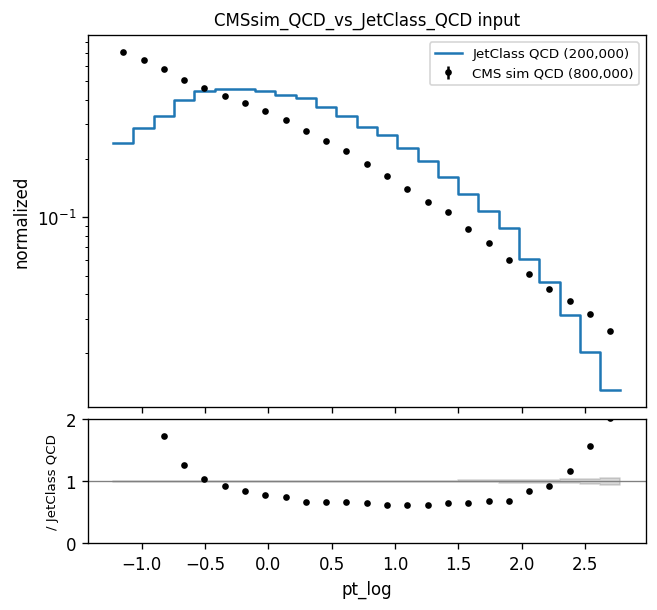 CMSsim_QCD_vs_JetClass_QCD input
JetClass QCD (200,000)
CMS sim QCD (800,000)
normalized
10⁻¹
/ JetClass QCD
2
1
0
−1.0 −0.5 0.0 0.5 1.0 1.5 2.0 2.5
pt_log